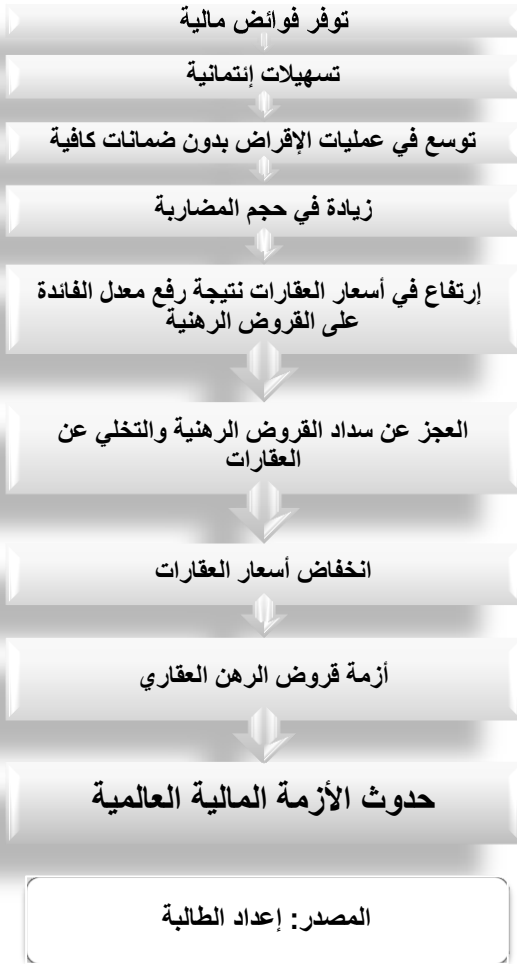 توفر فوائض مالية
تسهيلات إئتمانية
توسع في عمليات الإقراض بدون ضمانات كافية
زيادة في حجم المضاربة
إرتفاع في أسعار العقارات نتيجة رفع معدل الفائدة
على القروض الرهنية
العجز عن سداد القروض الرهنية والتخلي عن
العقارات
انخفاض أسعار العقارات
أزمة قروض الرهن العقاري
حدوث الأزمة المالية العالمية
المصدر: إعداد الطالبة